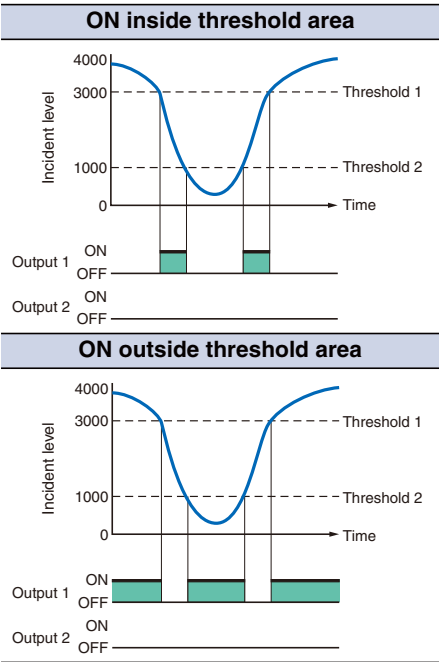 ON inside threshold area
4000
3000
1000
0
Incident level
Threshold 1
Threshold 2
Time
Output 1
ON
OFF
Output 2
ON
OFF
ON outside threshold area
4000
3000
1000
0
Incident level
Threshold 1
Threshold 2
Time
Output 1
ON
OFF
Output 2
ON
OFF